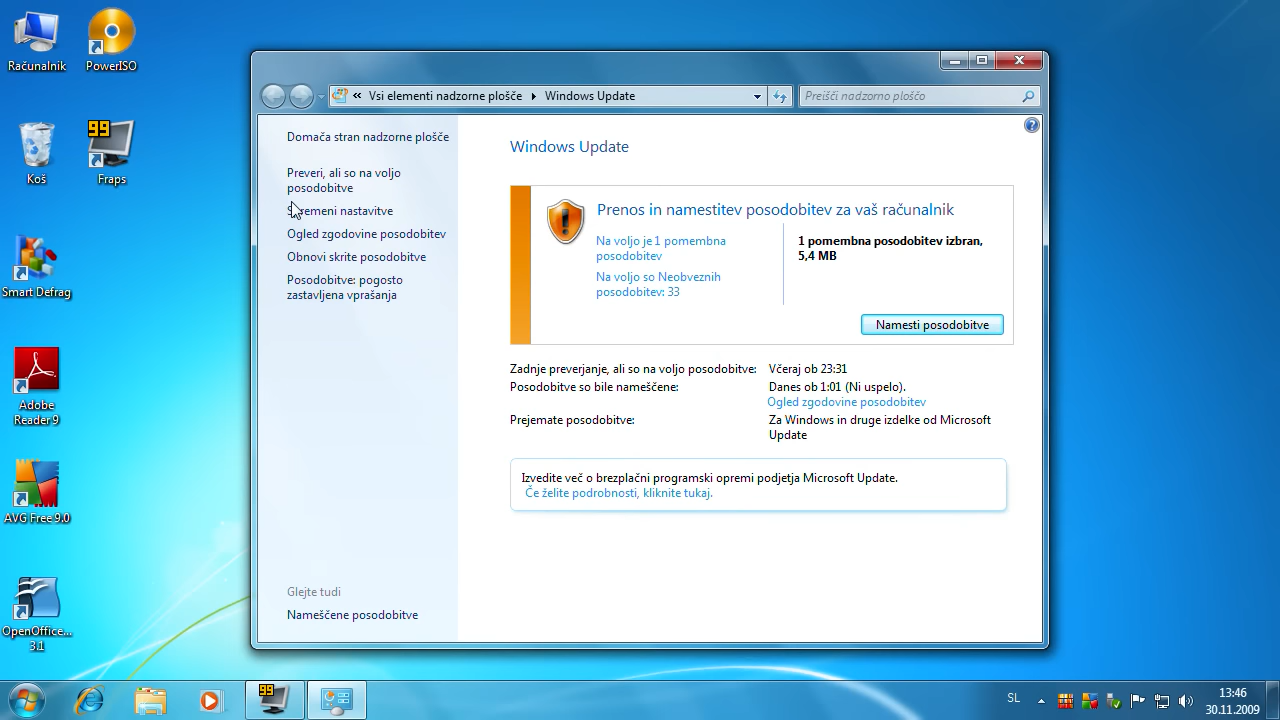 Računalnik
PowerISO
Koš
99
Fraps
Smart Defrag
Adobe
Reader 9
AVG Free 9.0
OpenOffice...
3.1
« Vsi elementi nadzorne plošče ▸ Windows Update
Preišči nadzorno ploščo
Domača stran nadzorne plošče
Preveri, ali so na voljo
posodobitve
Spremeni nastavitve
Ogled zgodovine posodobitev
Obnovi skrite posodobitve
Posodobitve: pogosto
zastavljena vprašanja
Glejte tudi
Nameščene posodobitve
Windows Update
Prenos in namestitev posodobitev za vaš računalnik
Na voljo je 1 pomembna
posodobitev
Na voljo so Neobveznih
posodobitev: 33
1 pomembna posodobitev izbran,
5,4 MB
Namesti posodobitve
Zadnje preverjanje, ali so na voljo posodobitve: Včeraj ob 23:31
Posodobitve so bile nameščene: Danes ob 1:01 (Ni uspelo).
Ogled zgodovine posodobitev
Prejemate posodobitve: Za Windows in druge izdelke od Microsoft
Update
Izvedite več o brezplačni programski opremi podjetja Microsoft Update.
Če želite podrobnosti, kliknite tukaj.
99
SL
13:46
30.11.2009